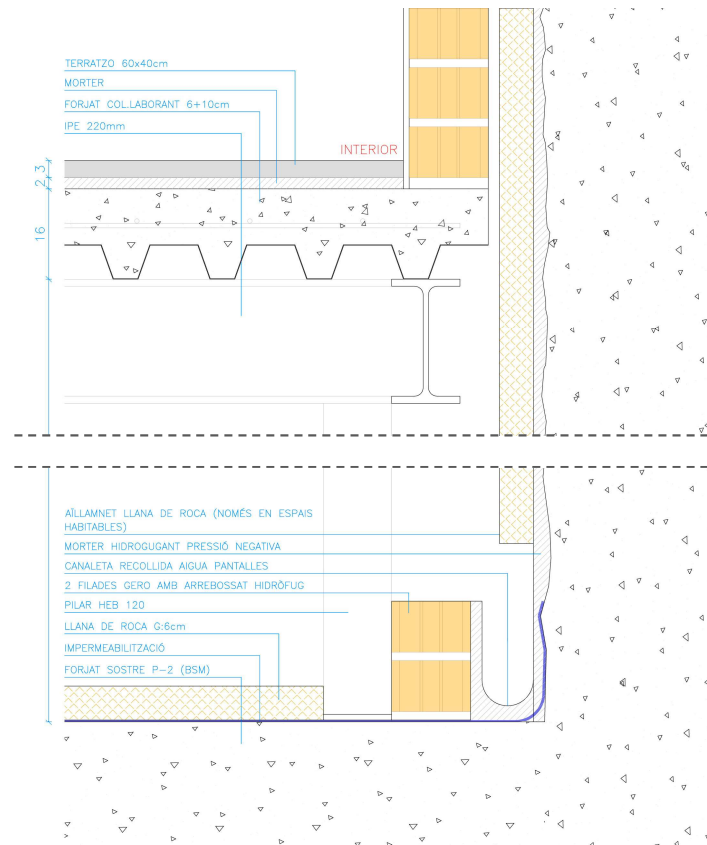 TERRATZO 60x40cm
MORTER
FORJAT COL.LABORANT 6+10cm
IPE 220mm
INTERIOR
3
2
16
AÏLLAMNET LLANA DE ROCA (NOMÉS EN ESPAIS
HABITABLES)
MORTER HIDROGUGANT PRESSIÓ NEGATIVA
CANALETA RECOLLIDA AIGUA PANTALLES
2 FILADES GERO AMB ARREBOSSAT HIDRÒFUG
PILAR HEB 120
LLANA DE ROCA G:6cm
IMPERMEABILITZACIÓ
FORJAT SOSTRE P-2 (BSM)